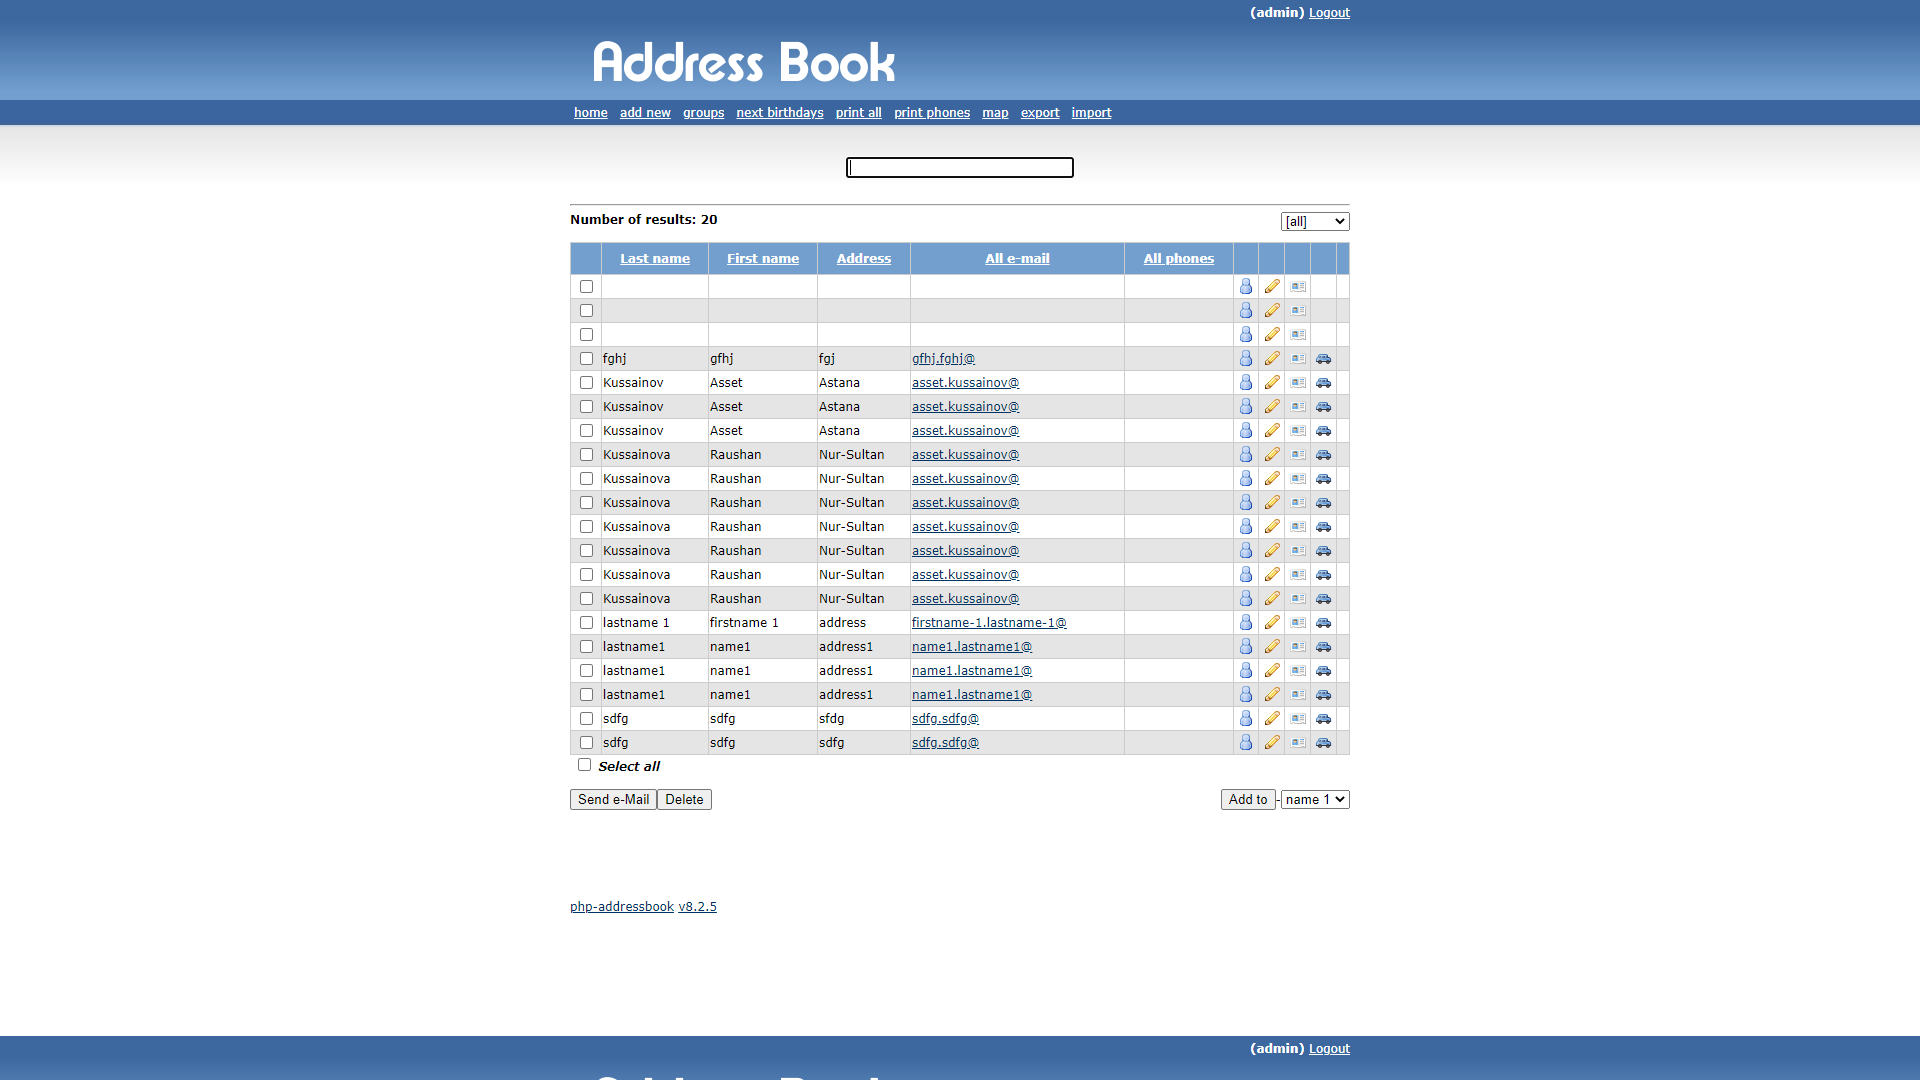 (admin) Logout
Address Book
home add new groups next birthdays print all print phones map export import
Number of results: 20
[all]
Last name First name Address All e-mail All phones
fghj gfhj fgj gfhj.fghj@
Kussainov Asset Astana asset.kussainov@
Kussainov Asset Astana asset.kussainov@
Kussainov Asset Astana asset.kussainov@
Kussainova Raushan Nur-Sultan asset.kussainov@
Kussainova Raushan Nur-Sultan asset.kussainov@
Kussainova Raushan Nur-Sultan asset.kussainov@
Kussainova Raushan Nur-Sultan asset.kussainov@
Kussainova Raushan Nur-Sultan asset.kussainov@
Kussainova Raushan Nur-Sultan asset.kussainov@
Kussainova Raushan Nur-Sultan asset.kussainov@
lastname 1 firstname 1 address firstname-1.lastname-1@
lastname1 name1 address1 name1.lastname1@
lastname1 name1 address1 name1.lastname1@
lastname1 name1 address1 name1.lastname1@
sdfg sdfg sfdg sdfg.sdfg@
sdfg sdfg sdfg sdfg.sdfg@
Select all
Send e-Mail Delete Add to - name 1
php-addressbook v8.2.5
(admin) Logout